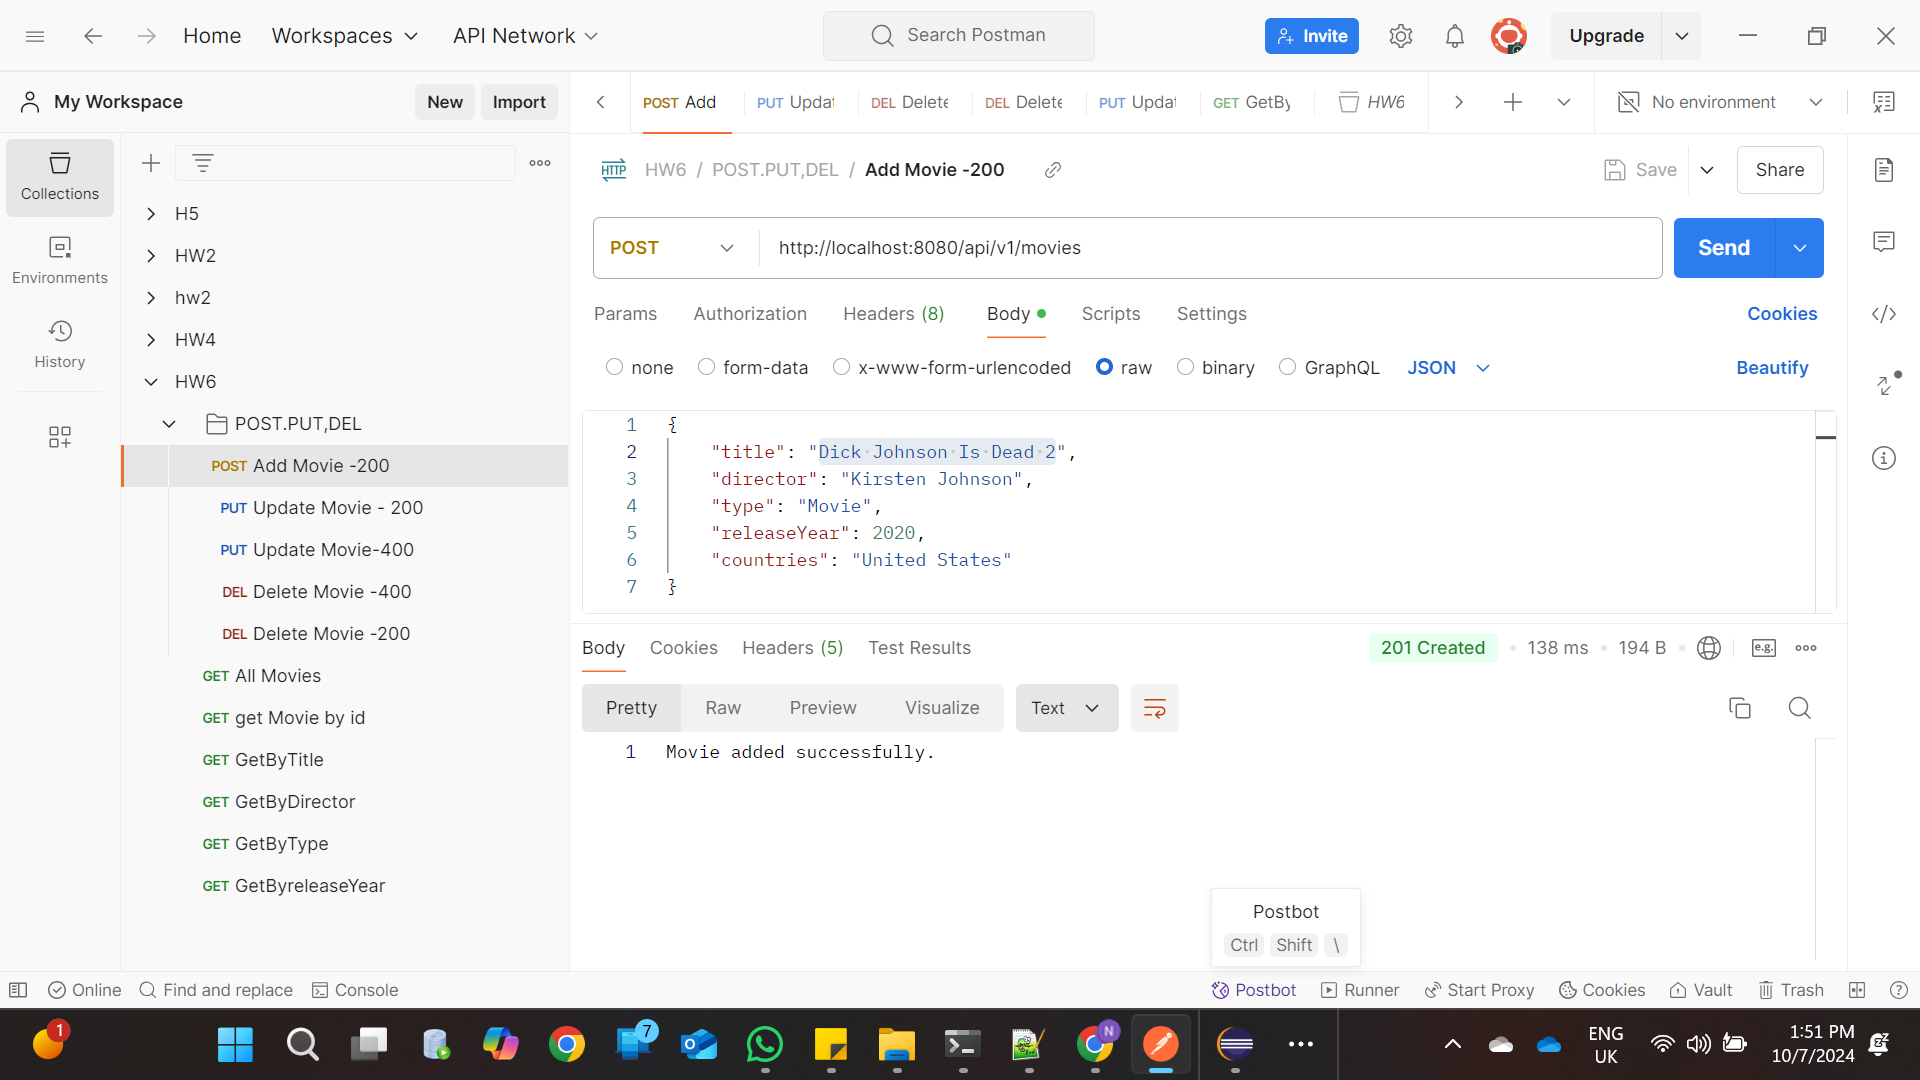 Home
Workspaces
API Network
Search Postman
Invite
Upgrade
My Workspace
New
Import
POST Add
PUT Updat
DEL Delete
DEL Delete
PUT Updat
GET GetBy
HW6
No environment
Collections
Environments
History
H5
HW2
hw2
HW4
HW6
POST.PUT,DEL
POST Add Movie -200
PUT Update Movie - 200
PUT Update Movie-400
DEL Delete Movie -400
DEL Delete Movie -200
GET All Movies
GET get Movie by id
GET GetByTitle
GET GetByDirector
GET GetByType
GET GetByreleaseYear
HTTP HW6 / POST.PUT,DEL / Add Movie -200
Save
Share
POST
http://localhost:8080/api/v1/movies
Send
Params
Authorization
Headers (8)
Body
Scripts
Settings
Cookies
none
form-data
x-www-form-urlencoded
raw
binary
GraphQL
JSON
Beautify
1 {
2 "title": "Dick Johnson Is Dead 2",
3 "director": "Kirsten Johnson",
4 "type": "Movie",
5 "releaseYear": 2020,
6 "countries": "United States"
7 }
Body
Cookies
Headers (5)
Test Results
201 Created
138 ms
194 B
e.g.
Pretty
Raw
Preview
Visualize
Text
1 Movie added successfully.
Postbot
Ctrl Shift \
Online
Find and replace
Console
Postbot
Runner
Start Proxy
Cookies
Vault
Trash
1
7
N
ENG
UK
1:51 PM
10/7/2024